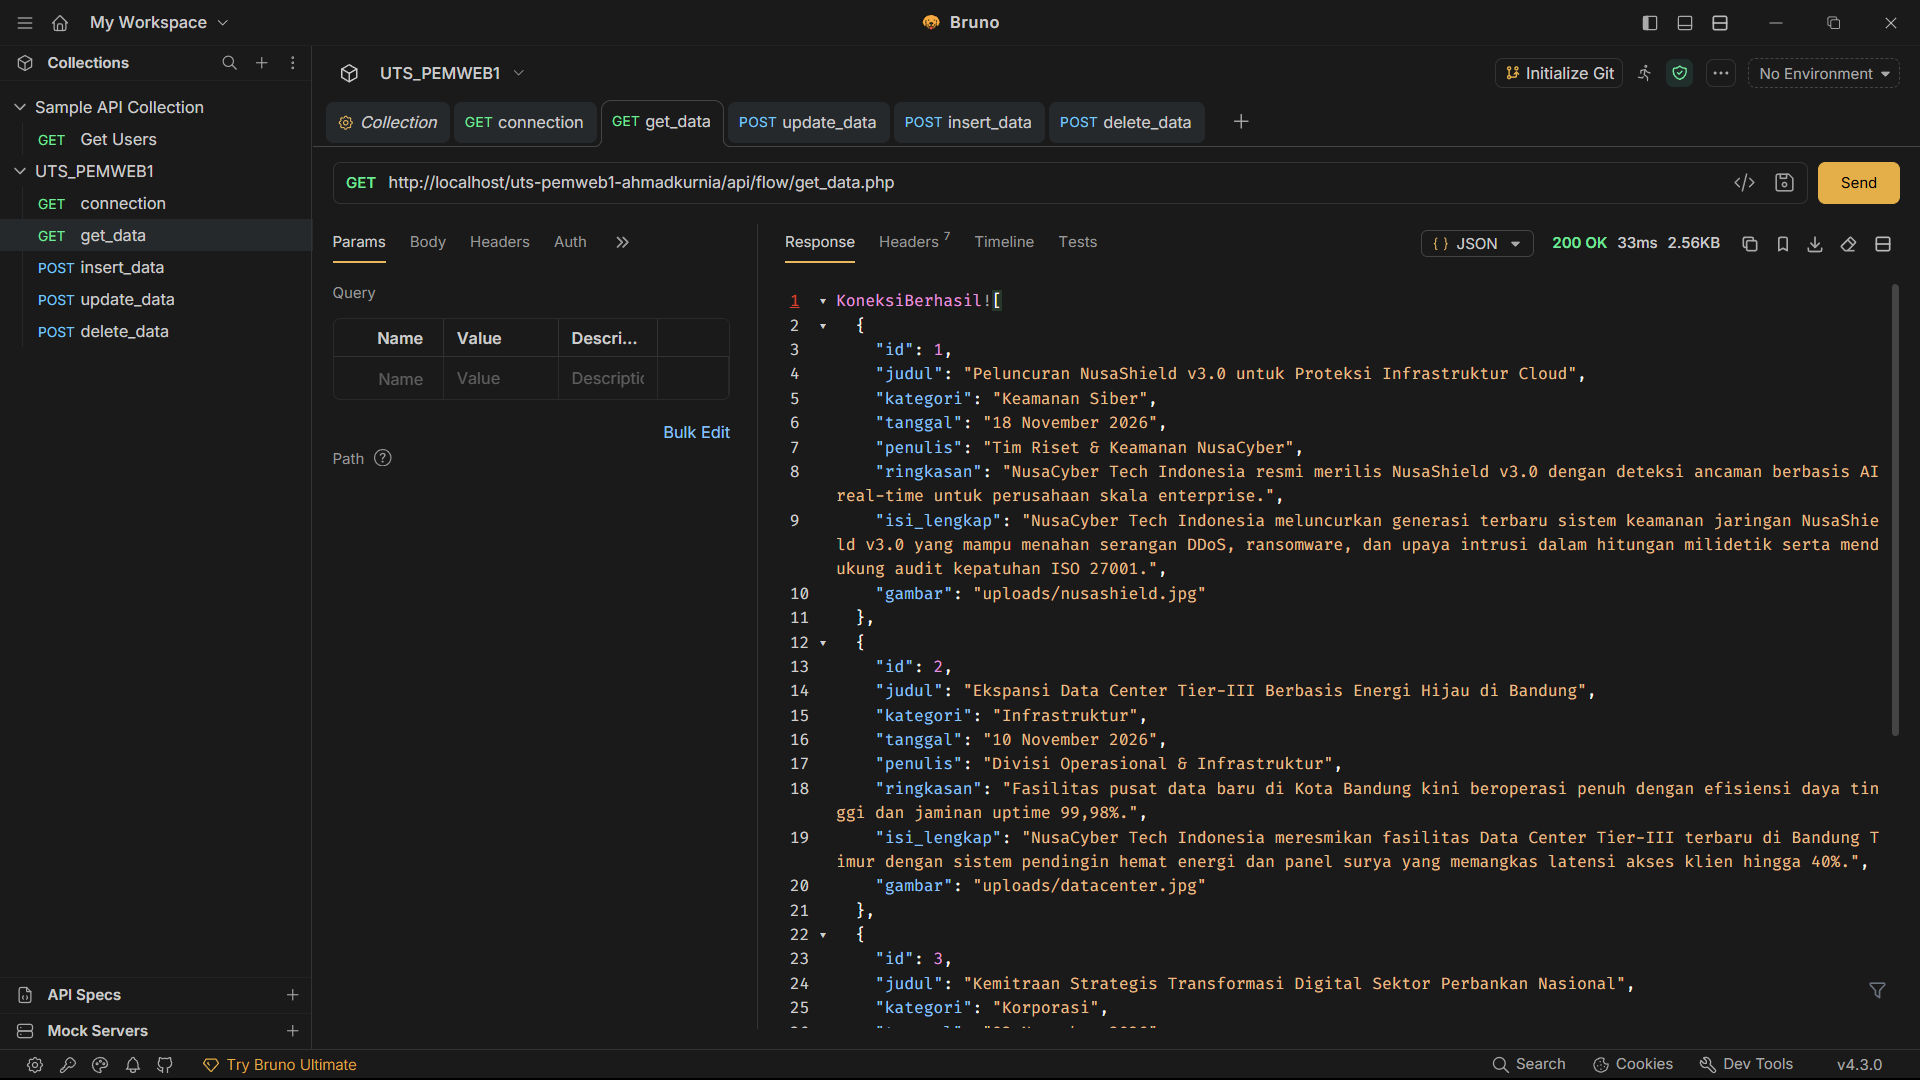 My Workspace
Bruno
Collections
Sample API Collection
GET Get Users
UTS_PEMWEB1
GET connection
GET get_data
POST insert_data
POST update_data
POST delete_data
API Specs
Mock Servers
UTS_PEMWEB1
Initialize Git
No Environment
Collection
GET connection
GET get_data
POST update_data
POST insert_data
POST delete_data
GET http://localhost/uts-pemweb1-ahmadkurnia/api/flow/get_data.php
Send
Params Body Headers Auth
Query
Name Value Descri...
Name Value Descriptic
Bulk Edit
Path
Response Headers 7 Timeline Tests
{ } JSON 200 OK 33ms 2.56KB
1 KoneksiBerhasil![
2 {
3 "id": 1,
4 "judul": "Peluncuran NusaShield v3.0 untuk Proteksi Infrastruktur Cloud",
5 "kategori": "Keamanan Siber",
6 "tanggal": "18 November 2026",
7 "penulis": "Tim Riset & Keamanan NusaCyber",
8 "ringkasan": "NusaCyber Tech Indonesia resmi merilis NusaShield v3.0 dengan deteksi ancaman berbasis AI
real-time untuk perusahaan skala enterprise.",
9 "isi_lengkap": "NusaCyber Tech Indonesia meluncurkan generasi terbaru sistem keamanan jaringan NusaShie
ld v3.0 yang mampu menahan serangan DDoS, ransomware, dan upaya intrusi dalam hitungan milidetik serta mend
ukung audit kepatuhan ISO 27001.",
10 "gambar": "uploads/nusashield.jpg"
11 },
12 {
13 "id": 2,
14 "judul": "Ekspansi Data Center Tier-III Berbasis Energi Hijau di Bandung",
15 "kategori": "Infrastruktur",
16 "tanggal": "10 November 2026",
17 "penulis": "Divisi Operasional & Infrastruktur",
18 "ringkasan": "Fasilitas pusat data baru di Kota Bandung kini beroperasi penuh dengan efisiensi daya tin
ggi dan jaminan uptime 99,98%.",
19 "isi_lengkap": "NusaCyber Tech Indonesia meresmikan fasilitas Data Center Tier-III terbaru di Bandung T
imur dengan sistem pendingin hemat energi dan panel surya yang memangkas latensi akses klien hingga 40%.",
20 "gambar": "uploads/datacenter.jpg"
21 },
22 {
23 "id": 3,
24 "judul": "Kemitraan Strategis Transformasi Digital Sektor Perbankan Nasional",
25 "kategori": "Korporasi",
Try Bruno Ultimate
Search Cookies Dev Tools v4.3.0